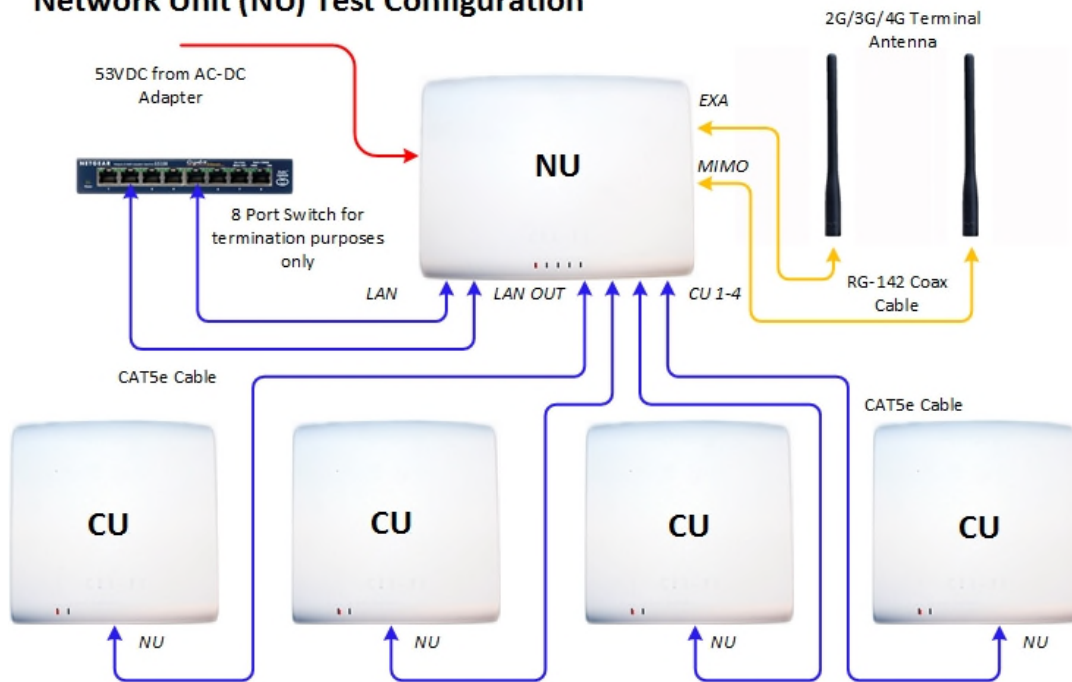 Network Unit (NU) Test Configuration
2G/3G/4G Terminal
Antenna
53VDC from AC-DC
Adapter
EXA
NU
MIMO
NETGEAR
8 Port Switch for
termination purposes
only
RG-142 Coax
Cable
LAN
LAN OUT
CU 1-4
CAT5e Cable
CAT5e Cable
CU
CU
CU
CU
NU
NU
NU
NU